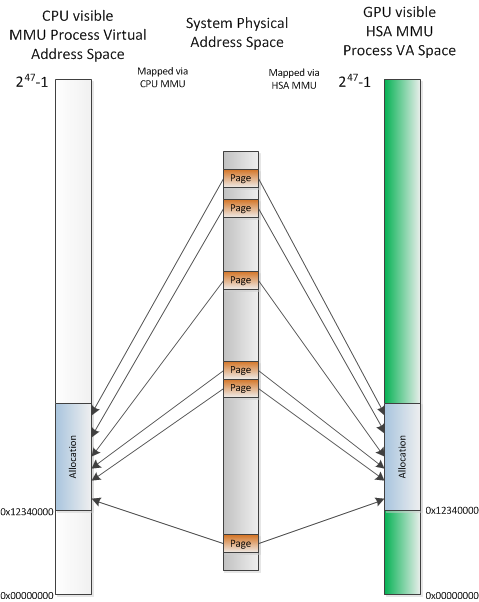 CPU visible
MMU Process Virtual
Address Space
System Physical
Address Space
GPU visible
HSA MMU
Process VA Space
2^47-1
Mapped via
CPU MMU
Mapped via
HSA MMU
2^47-1
Page
Page
Page
Page
Page
Allocation
Allocation
0x12340000
0x12340000
Page
0x00000000
0x00000000